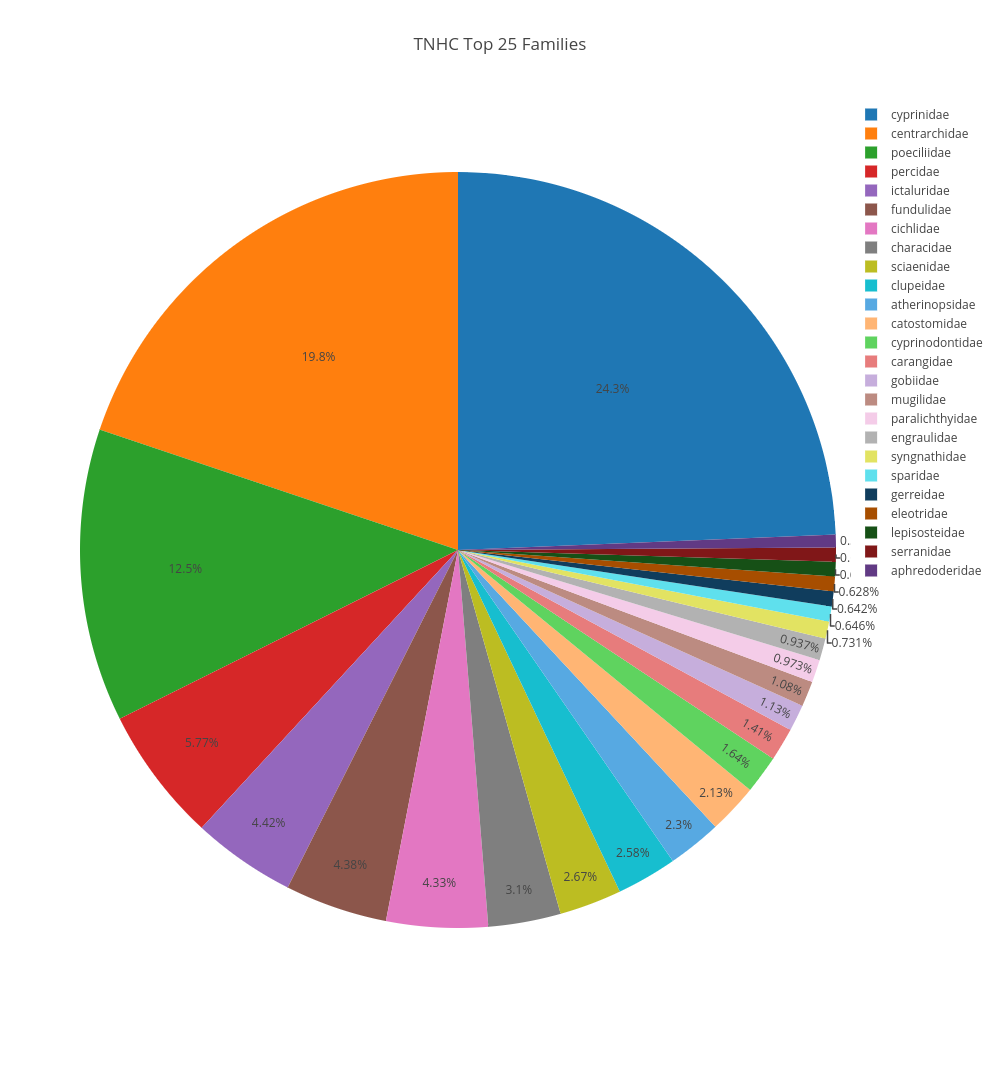 TNHC Top 25 Families
cyprinidae
centrarchidae
poeciliidae
percidae
ictaluridae
fundulidae
cichlidae
characidae
sciaenidae
clupeidae
atherinopsidae
catostomidae
cyprinodontidae
carangidae
gobiidae
mugilidae
paralichthyidae
engraulidae
syngnathidae
sparidae
gerreidae
eleotridae
lepisosteidae
serranidae
aphredoderidae
24.3%
19.8%
12.5%
5.77%
4.42%
4.38%
4.33%
3.1%
2.67%
2.58%
2.3%
2.13%
1.64%
1.41%
1.13%
1.08%
0.973%
0.937%
0.731%
0.646%
0.642%
0.628%
0.
0.
0.